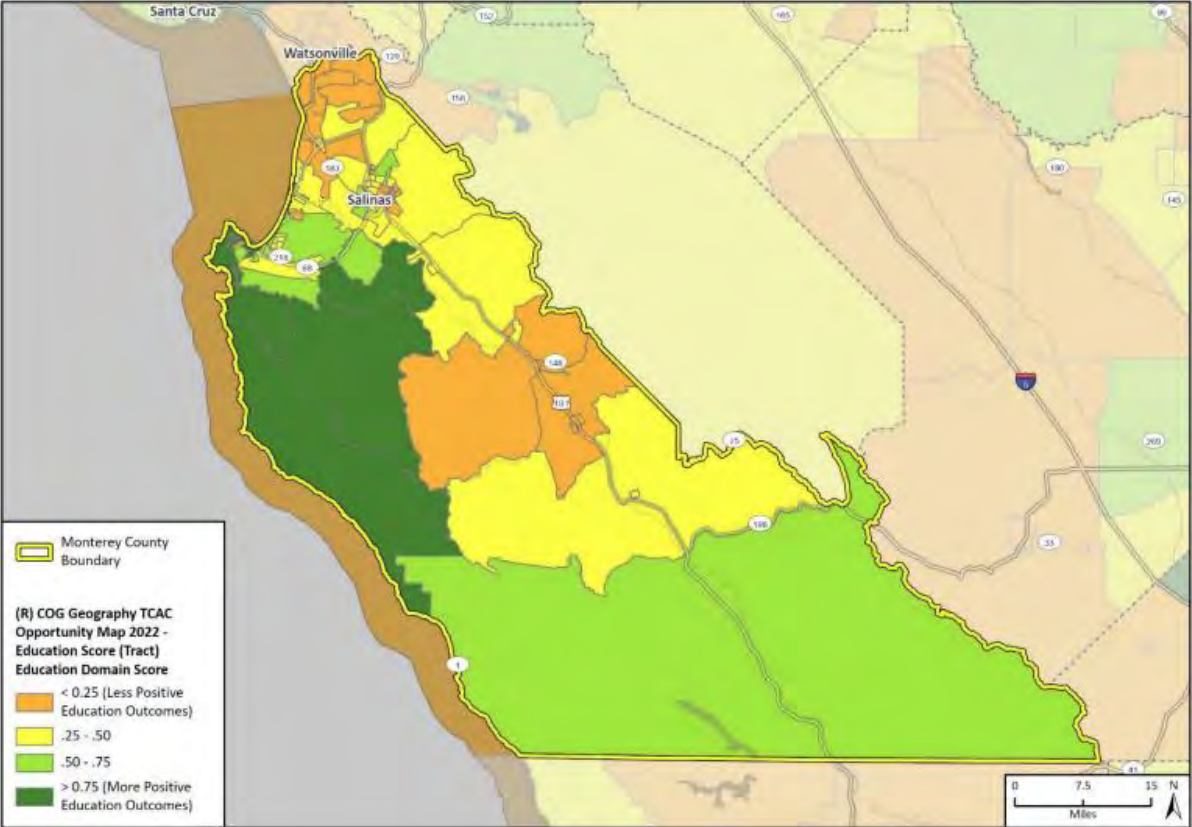 Santa Cruz
152
165
99
Watsonville
129
156
180
183
145
Salinas
218
68
146
101
5
25
269
198
33
1
41
Monterey County
Boundary
(R) COG Geography TCAC
Opportunity Map 2022 -
Education Score (Tract)
Education Domain Score
< 0.25 (Less Positive
Education Outcomes)
.25 - .50
.50 - .75
> 0.75 (More Positive
Education Outcomes)
0 7.5 15
Miles
N